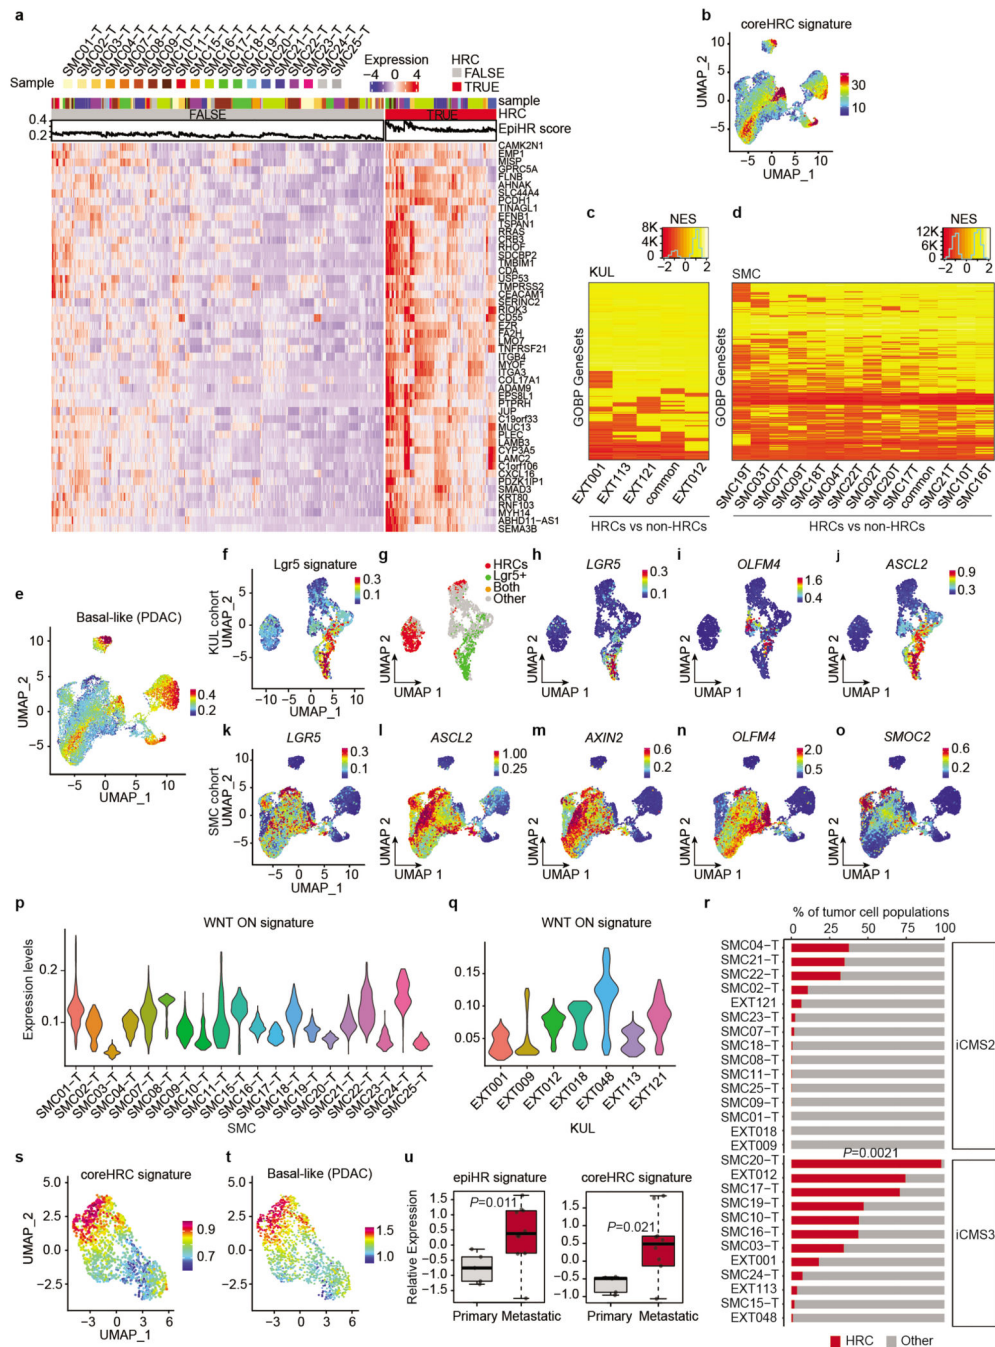 a
SMC01-T
SMC02-T
SMC03-T
SMC04-T
SMC07-T
SMC08-T
SMC09-T
SMC10-T
SMC11-T
SMC15-T
SMC16-T
SMC17-T
SMC18-T
SMC19-T
SMC20-T
SMC21-T
SMC22-T
SMC23-T
SMC24-T
SMC25-T
Sample
Expression
−4 0 4
HRC
FALSE
TRUE
sample
FALSE TRUE HRC
0.4
0.2
EpiHR score
CAMK2N1
EMP1
MISP
GPRC5A
FLNB
AHNAK
SLC44A4
PCDH1
TINAGL1
EFNB1
TSPAN1
RRAS
CRB3
RHOF
SDCBP2
TMBIM1
CDA
USP53
TMPRSS2
CEACAM1
SERINC2
RIOK3
CD55
EZR
FA2H
LMO7
TNFRSF21
ITGB4
MYOF
ITGA3
COL17A1
ADAM9
EPS8L1
PTPRH
JUP
C19orf33
MUC13
PLEC
LAMB3
CYP3A5
LAMC2
C1orf106
CXCL16
PDZK1IP1
SMAD3
KRT80
RNF103
MYH14
ABHD11-AS1
SEMA3B
b
coreHRC signature
UMAP_2
10
5
0
−5
−5 0 5 10
UMAP_1
30
10
c
NES
8K
4K
0
−2 0 2
KUL
GOBP GeneSets
EXT001
EXT113
EXT121
common
EXT012
HRCs vs non-HRCs
d
NES
12K
6K
0
−2 0 2
SMC
GOBP GeneSets
SMC19T
SMC03T
SMC07T
SMC09T
SMC18T
SMC04T
SMC22T
SMC02T
SMC20T
SMC17T
common
SMC21T
SMC10T
SMC16T
HRCs vs non-HRCs
e
Basal-like (PDAC)
UMAP_2
10
5
0
−5
−5 0 5 10
UMAP_1
0.4
0.2
f
Lgr5 signature
KUL cohort
UMAP_2
5
0
−5
−10 −5 0 5
UMAP_1
0.3
0.1
g
HRCs
Lgr5+
Both
Other
UMAP 2
UMAP 1
h
LGR5
0.3
0.1
UMAP 2
UMAP 1
i
OLFM4
1.6
0.4
UMAP 2
UMAP 1
j
ASCL2
0.9
0.3
UMAP 2
UMAP 1
k
LGR5
SMC cohort
UMAP_2
10
5
0
−5
−5 0 5 10
UMAP_1
0.3
0.1
l
ASCL2
1.00
0.25
UMAP 2
UMAP 1
m
AXIN2
0.6
0.2
UMAP 2
UMAP 1
n
OLFM4
2.0
0.5
UMAP 2
UMAP 1
o
SMOC2
0.6
0.2
UMAP 2
UMAP 1
p
WNT ON signature
Expression levels
0.2
0.1
SMC01-T
SMC02-T
SMC03-T
SMC04-T
SMC07-T
SMC08-T
SMC09-T
SMC10-T
SMC11-T
SMC15-T
SMC16-T
SMC17-T
SMC18-T
SMC19-T
SMC20-T
SMC21-T
SMC22-T
SMC23-T
SMC24-T
SMC25-T
SMC
q
WNT ON signature
0.15
0.10
0.05
EXT001
EXT009
EXT012
EXT018
EXT048
EXT113
EXT121
KUL
r
% of tumor cell populations
0 25 50 75 100
SMC04-T
SMC21-T
SMC22-T
SMC02-T
EXT121
SMC23-T
SMC07-T
SMC18-T
SMC08-T
SMC11-T
SMC25-T
SMC09-T
SMC01-T
EXT018
EXT009
iCMS2
P=0.0021
SMC20-T
EXT012
SMC17-T
SMC19-T
SMC10-T
SMC16-T
SMC03-T
EXT001
SMC24-T
EXT113
SMC15-T
EXT048
iCMS3
HRC Other
s
coreHRC signature
UMAP_2
5.0
2.5
0
−2.5
−3 0 3 6
UMAP_1
0.9
0.7
t
Basal-like (PDAC)
5.0
2.5
0
−2.5
−3 0 3 6
1.5
1.0
u
epiHR signature
Relative Expression
1.5
1.0
0.5
0
−0.5
−1.0
−1.5
P=0.011
Primary Metastatic
coreHRC signature
1.5
1.0
0.5
0
−0.5
−1.0
P=0.021
Primary Metastatic